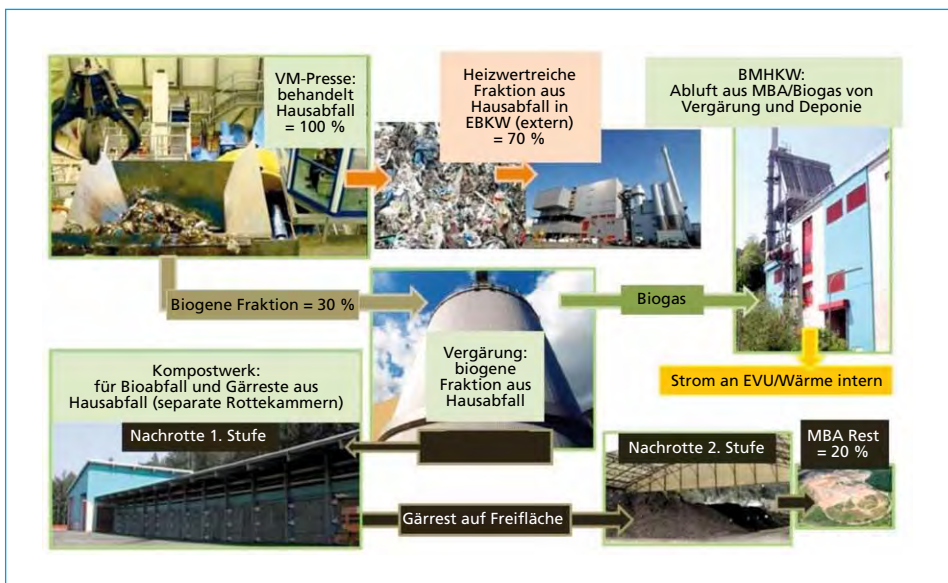 VM-Presse:
behandelt
Hausabfall
= 100 %
Heizwertreiche
Fraktion aus
Hausabfall in
EBKW (extern)
= 70 %
BMHKW:
Abluft aus MBA/Biogas von
Vergärung und Deponie
Biogene Fraktion = 30 %
Biogas
Vergärung:
biogene
Fraktion aus
Hausabfall
Strom an EVU/Wärme intern
Kompostwerk:
für Bioabfall und Gärreste aus
Hausabfall (separate Rottekammern)
Nachrotte 1. Stufe
Nachrotte 2. Stufe
MBA Rest
= 20 %
Gärrest auf Freifläche